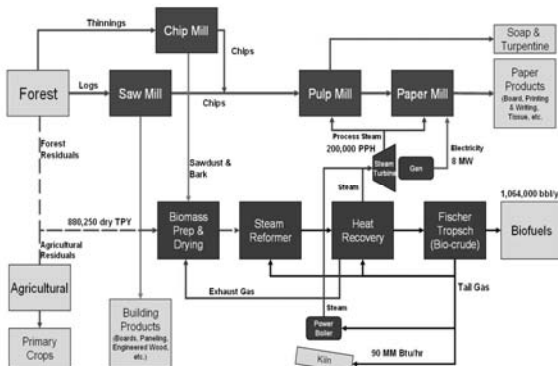 Thinnings
Chip Mill
Chips
Soap &
Turpentine
Forest
Logs
Saw Mill
Chips
Pulp Mill
Paper Mill
Paper
Products
(Board, Printing
& Writing,
Tissue, etc.
Forest
Residuals
Process Steam
200,000 PPH
Electricity
8 MW
Steam
Turbine
Gen
Sawdust &
Bark
Steam
1,064,000 bbl/y
880,250 dry TPY
Biomass
Prep &
Drying
Steam
Reformer
Heat
Recovery
Fischer
Tropsch
(Bio-crude)
Biofuels
Agricultural
Residuals
Agricultural
Exhaust Gas
Tail Gas
Steam
Building
Products
(Boards, Paneling,
Engineered Wood,
etc.)
Power
Boiler
Primary
Crops
Kiln
90 MM Btu/hr